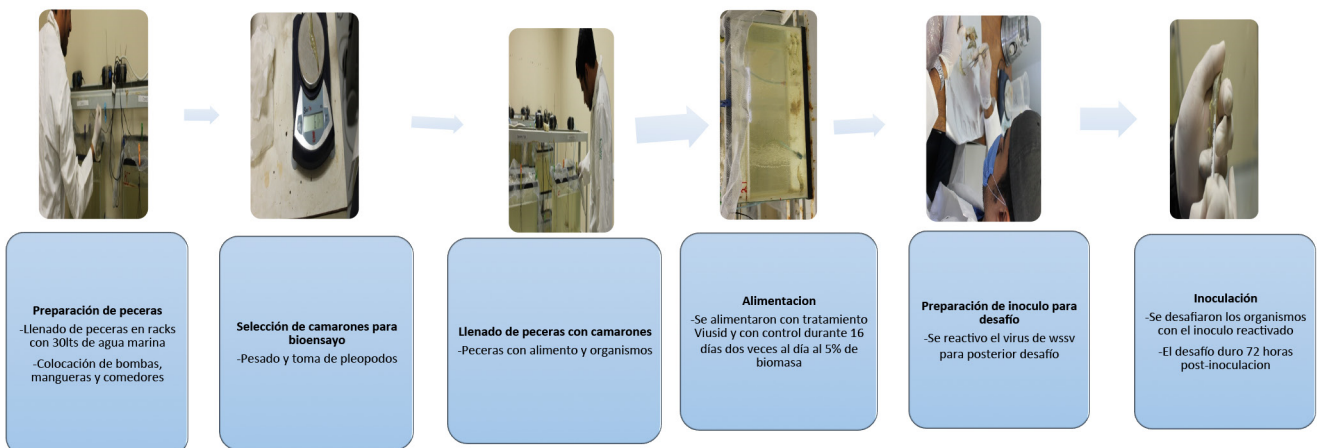 Preparación de peceras
-Llenado de peceras en racks
con 30lts de agua marina
-Colocación de bombas,
mangueras y comedores
Selección de camarones para
bioensayo
-Pesado y toma de pleopodos
Llenado de peceras con camarones
-Peceras con alimento y organismos
Alimentacion
-Se alimentaron con tratamiento
Viusid y con control durante 16
días dos veces al día al 5% de
biomasa
Preparación de inoculo para
desafío
-Se reactivo el virus de wssv
para posterior desafío
Inoculación
-Se desafiaron los organismos
con el inoculo reactivado
-El desafío duro 72 horas
post-inoculacion